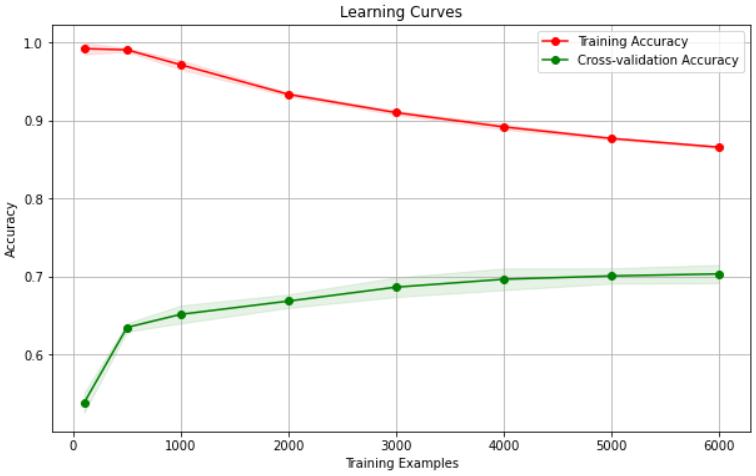 Learning Curves
Training Accuracy
Cross-validation Accuracy
1.0
0.9
0.8
0.7
0.6
Accuracy
0
1000
2000
3000
4000
5000
6000
Training Examples